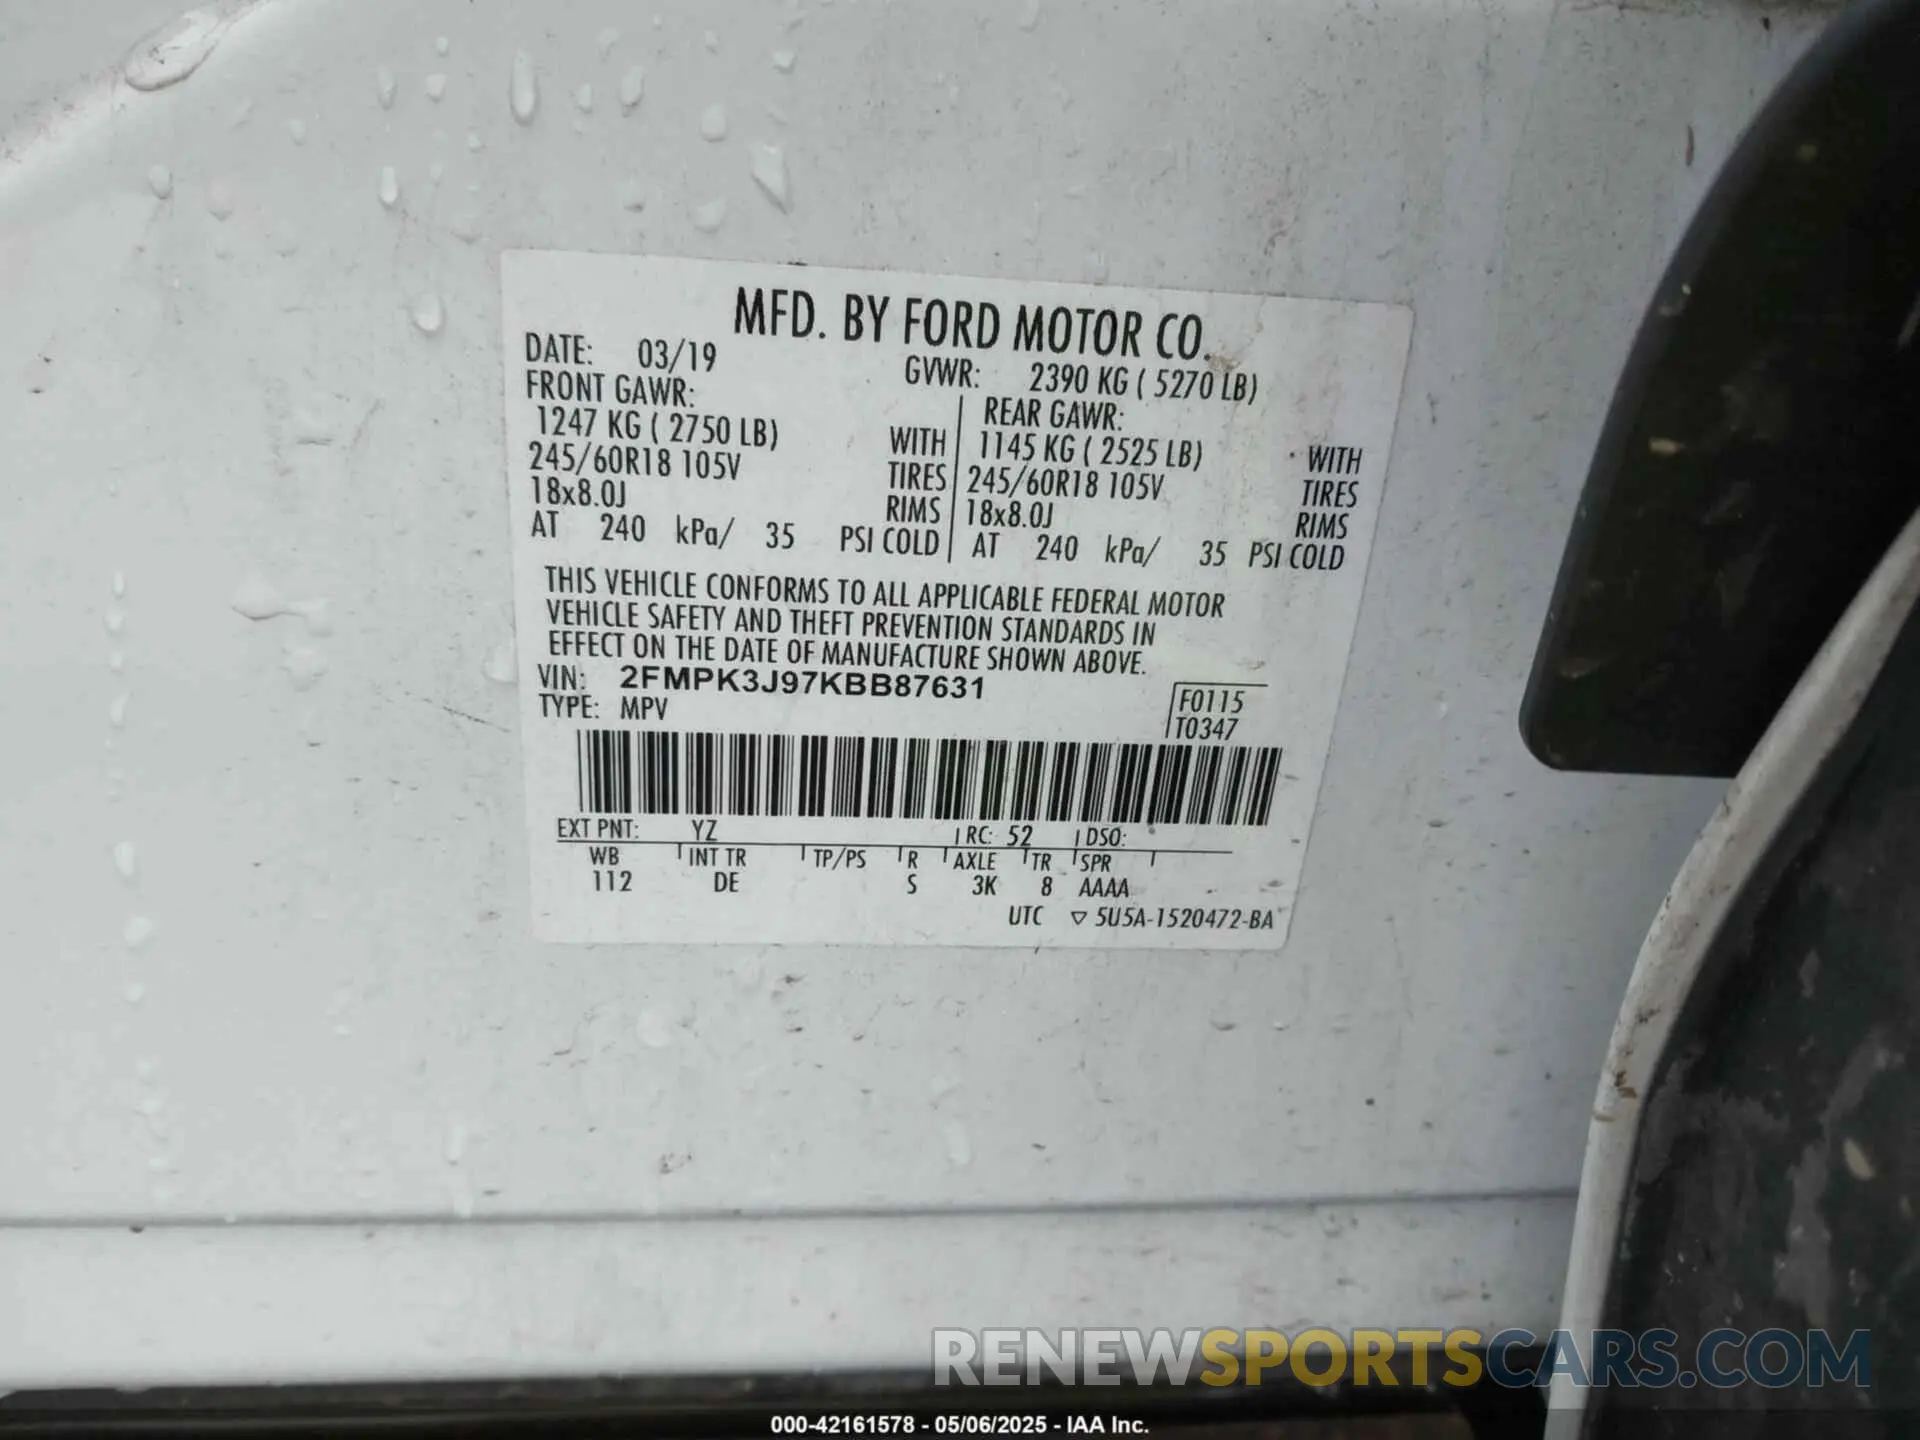 MFD. BY FORD MOTOR CO.
DATE: 03/19 GVWR: 2390 KG ( 5270 LB)
FRONT GAWR: REAR GAWR:
1247 KG ( 2750 LB) WITH 1145 KG ( 2525 LB) WITH
245/60R18 105V TIRES 245/60R18 105V TIRES
18x8.0J RIMS 18x8.0J RIMS
AT 240 kPa/ 35 PSI COLD AT 240 kPa/ 35 PSI COLD
THIS VEHICLE CONFORMS TO ALL APPLICABLE FEDERAL MOTOR
VEHICLE SAFETY AND THEFT PREVENTION STANDARDS IN
EFFECT ON THE DATE OF MANUFACTURE SHOWN ABOVE.
VIN: 2FMPK3J97KBB87631
TYPE: MPV
F0115
T0347
EXT PNT: YZ RC: 52 DSO:
WB INT TR TP/PS R AXLE TR SPR
112 DE S 3K 8 AAAA
UTC ▽ 5U5A-1520472-BA
RENEWSPORTSCARS.COM
000-42161578 - 05/06/2025 - IAA Inc.